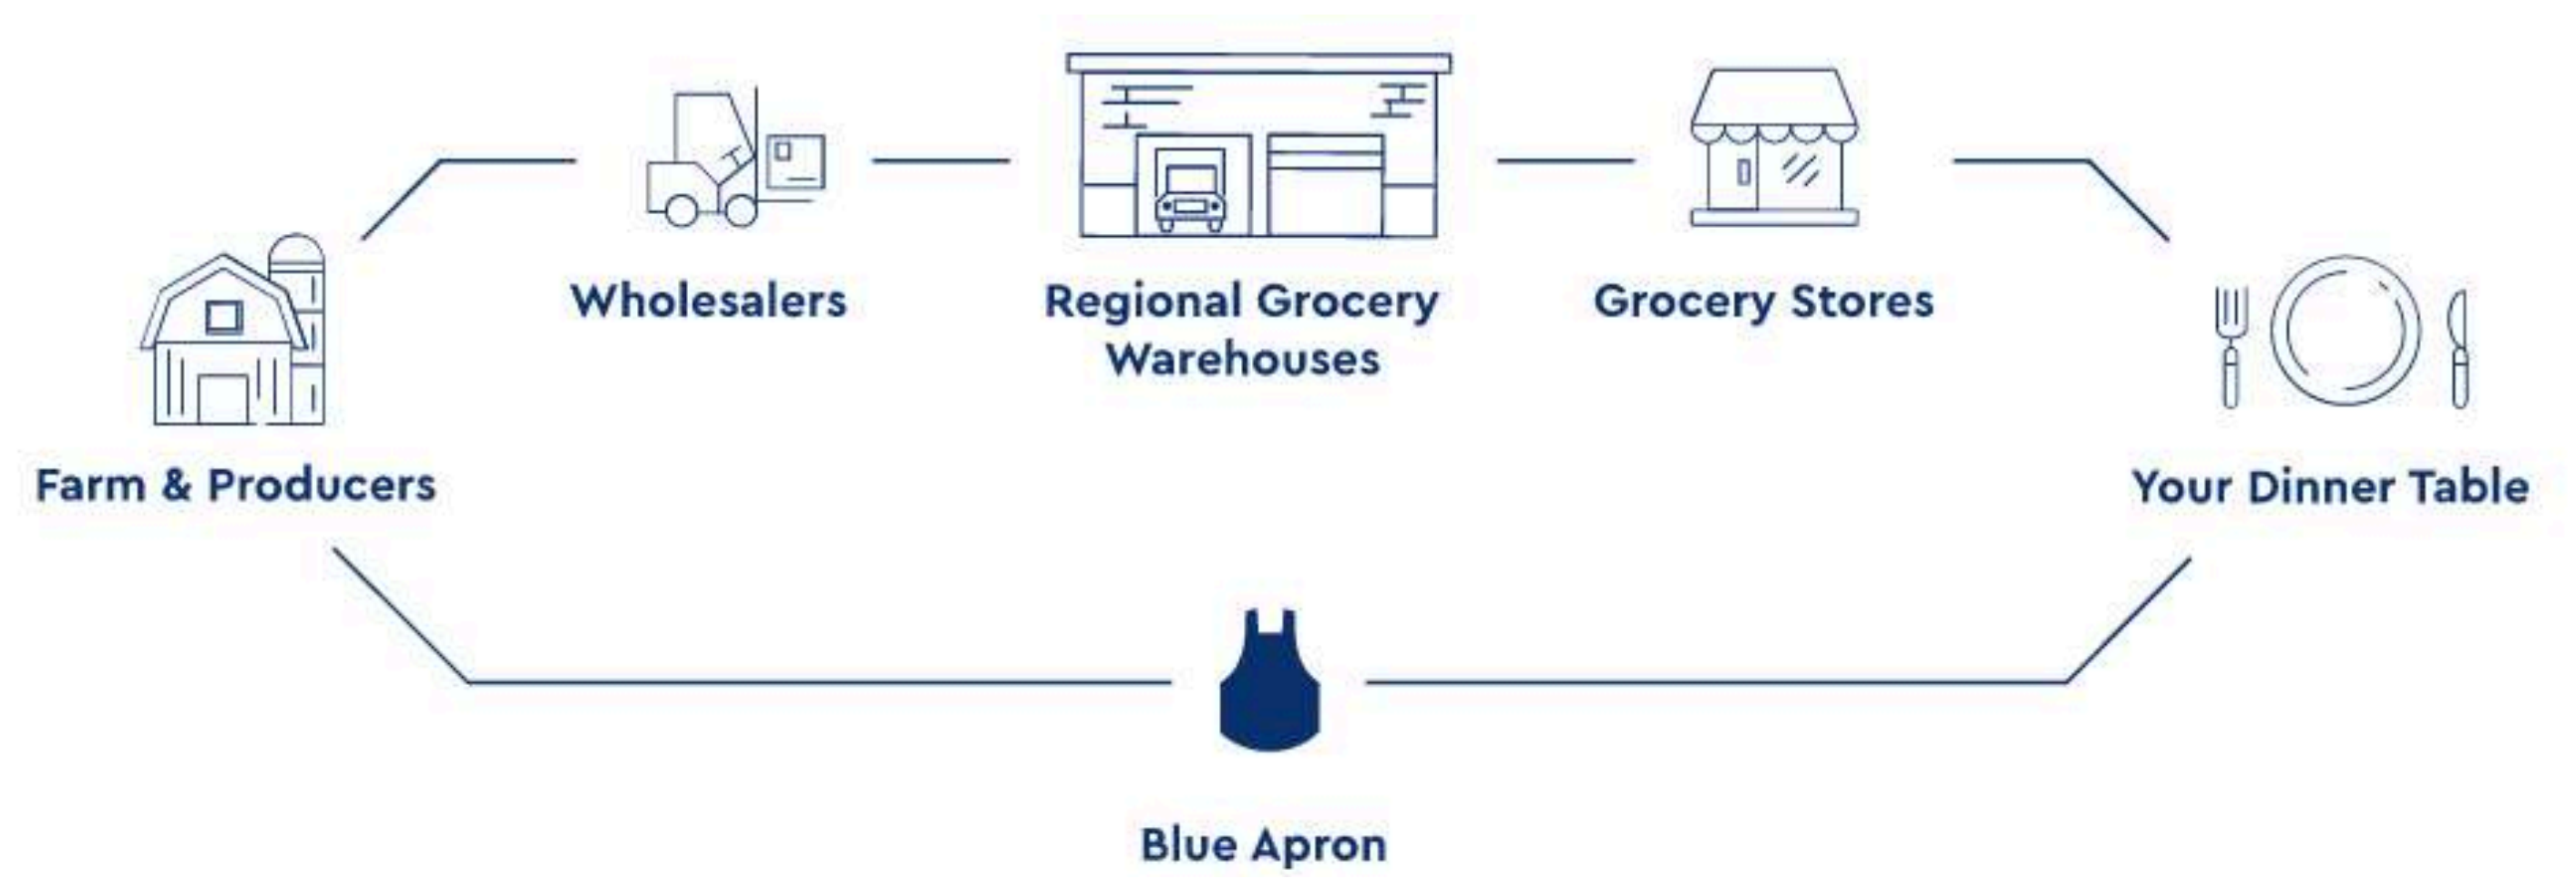 Wholesalers
Regional Grocery
Warehouses
Grocery Stores
Farm & Producers
Your Dinner Table
Blue Apron